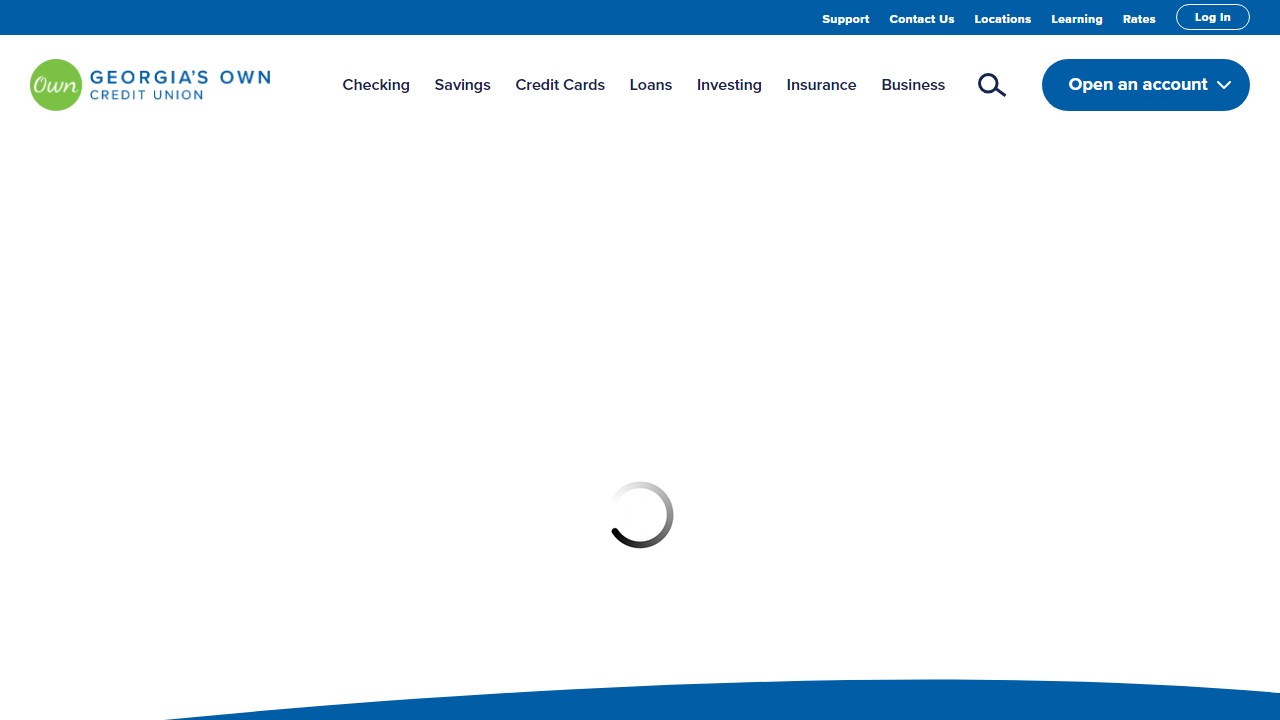 Support Contact Us Locations Learning Rates Log In
Own GEORGIA'S OWN
CREDIT UNION
Checking Savings Credit Cards Loans Investing Insurance Business
Open an account